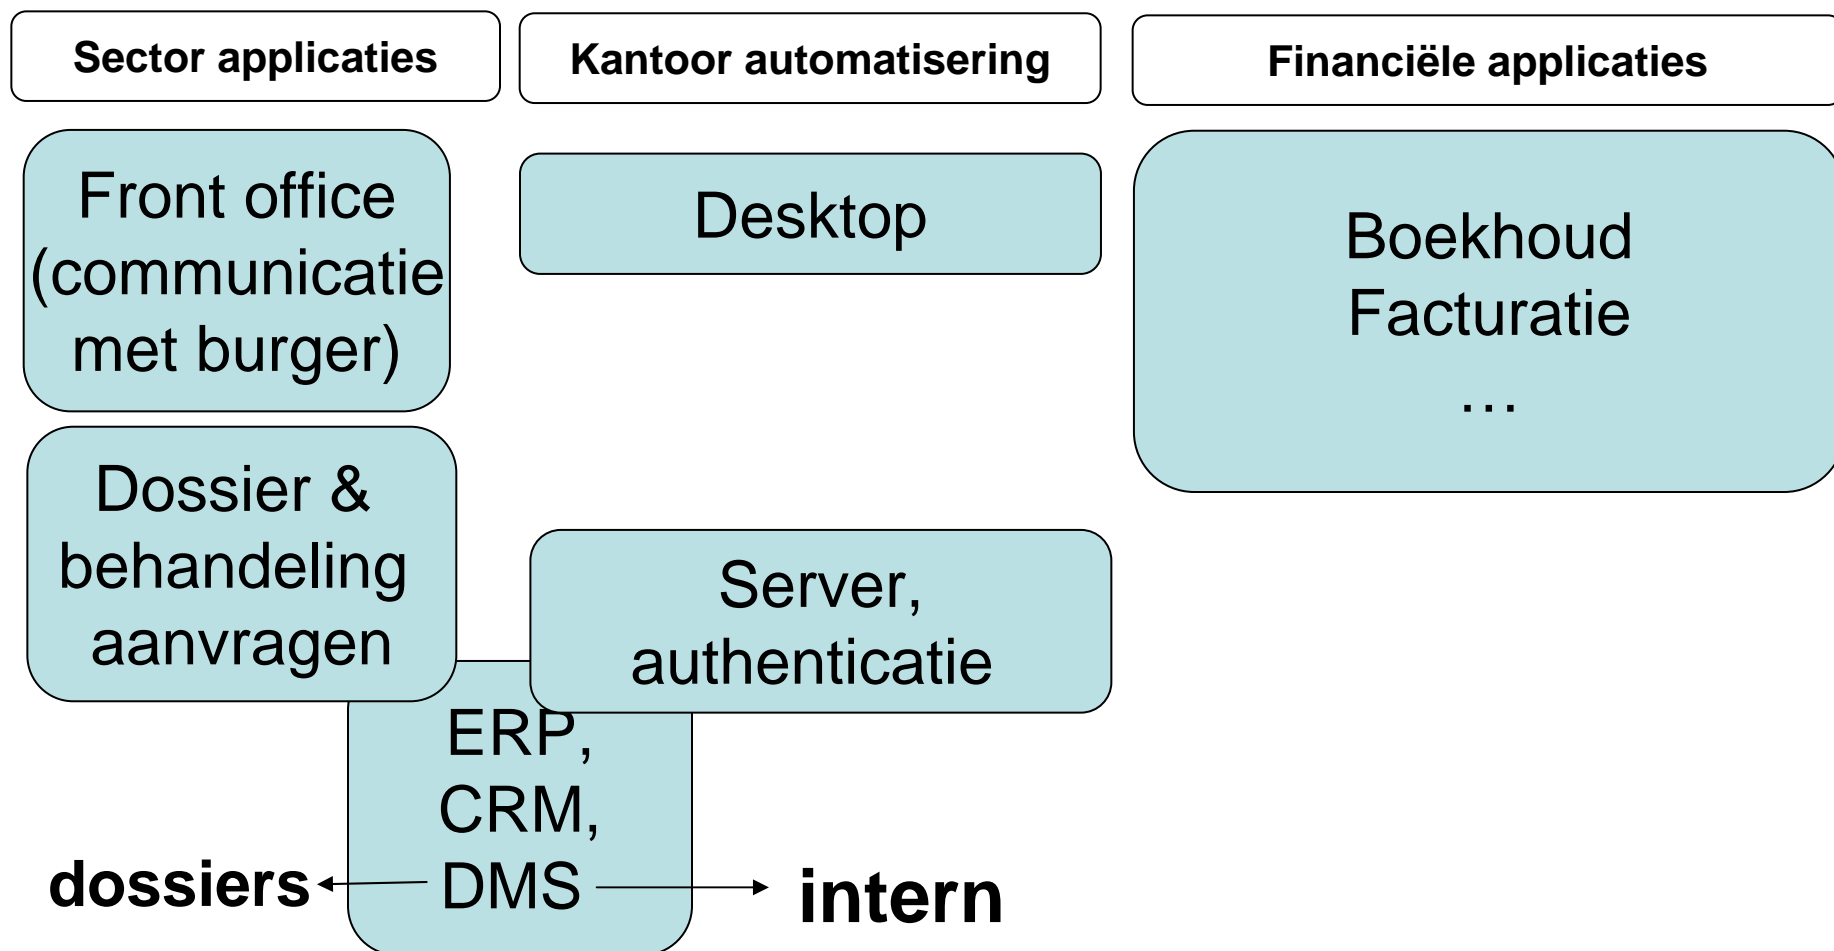 Sector applicaties
Kantoor automatisering
Financiële applicaties
Front office
(communicatie
met burger)
Desktop
Boekhoud
Facturatie
…
Dossier &
behandeling
aanvragen
Server,
authenticatie
ERP,
CRM,
DMS
dossiers
intern